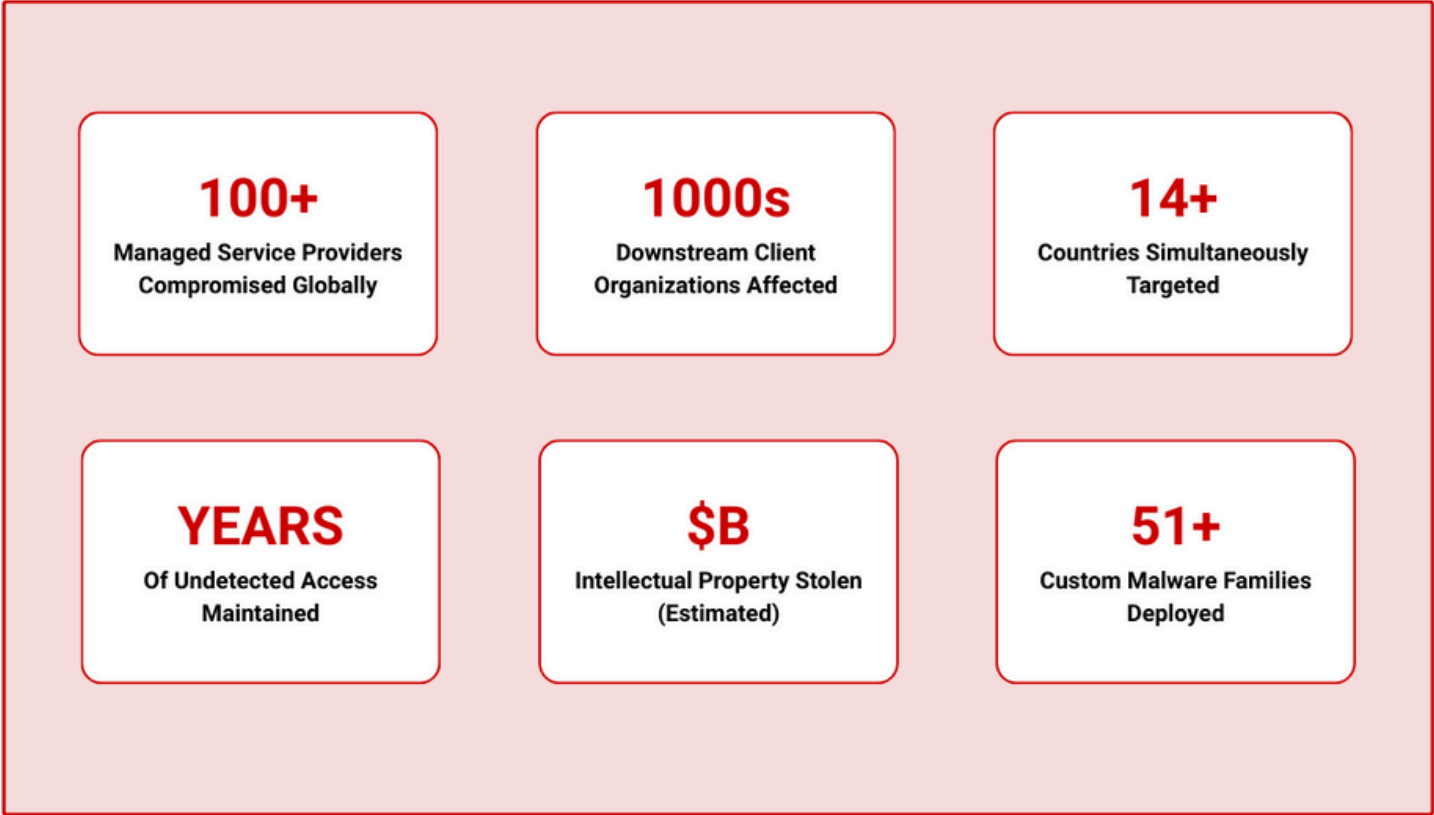 100+
Managed Service Providers
Compromised Globally
1000s
Downstream Client
Organizations Affected
14+
Countries Simultaneously
Targeted
YEARS
Of Undetected Access
Maintained
$B
Intellectual Property Stolen
(Estimated)
51+
Custom Malware Families
Deployed